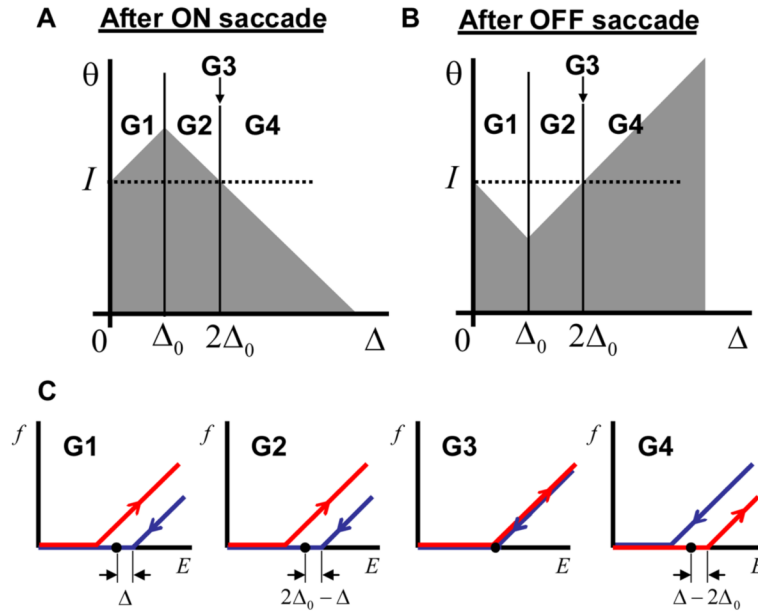 A After ON saccade
B After OFF saccade
θ G3
G1 G2 G4
I
0 Δ₀ 2Δ₀ Δ
θ G3
G1 G2 G4
I
0 Δ₀ 2Δ₀ Δ
C
f G1 E
Δ
f G2 E
2Δ₀ − Δ
f G3 E
f G4 E
Δ − 2Δ₀